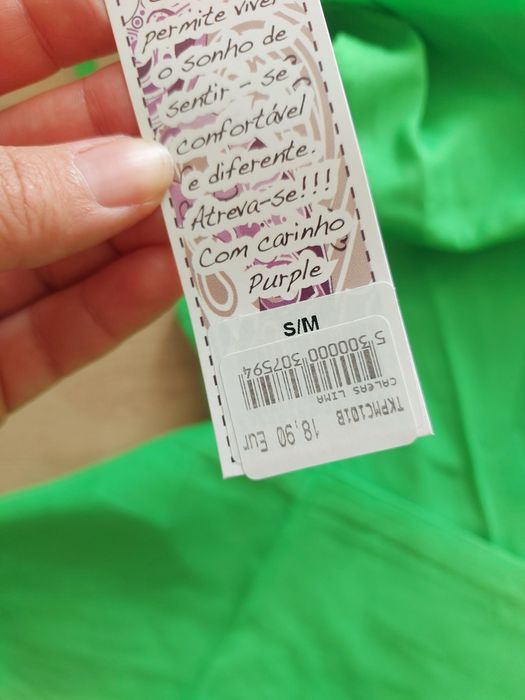 permite viver
o sonho de
sentir - se
confortável
e diferente.
Atreva-se!!!
Com carinho
Purple
S/M
TKPMC101B 18,90 Eur
CALÇAS LIMA
5 300000 307594